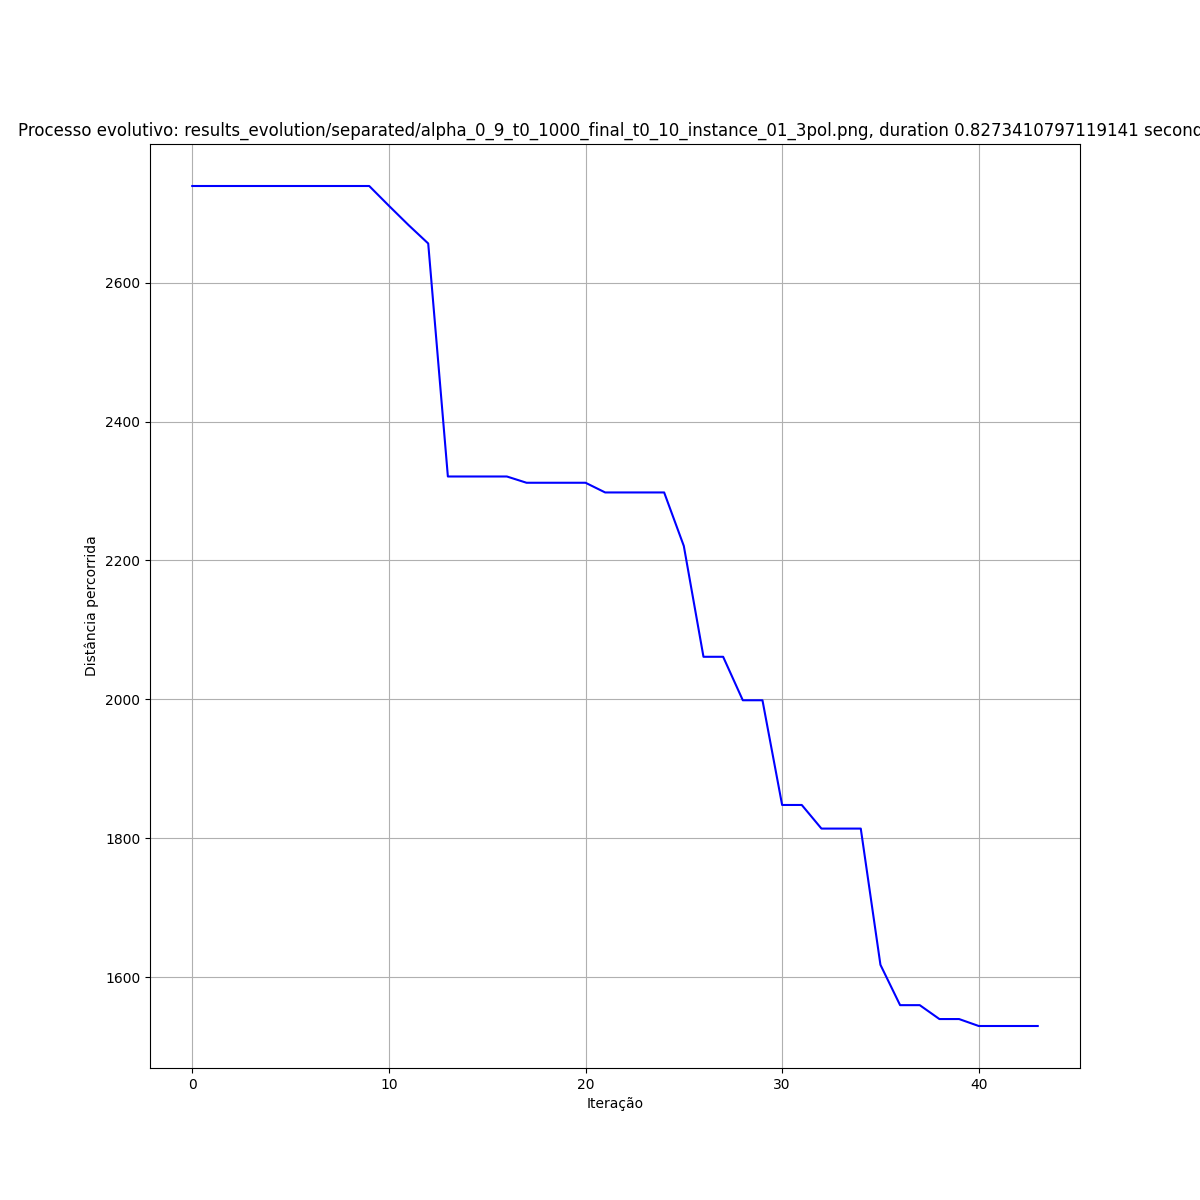 Processo evolutivo: results_evolution/separated/alpha_0_9_t0_1000_final_t0_10_instance_01_3pol.png, duration 0.8273410797119141 second
2600
2400
2200
2000
1800
1600
Distância percorrida
0 10 20 30 40
Iteração